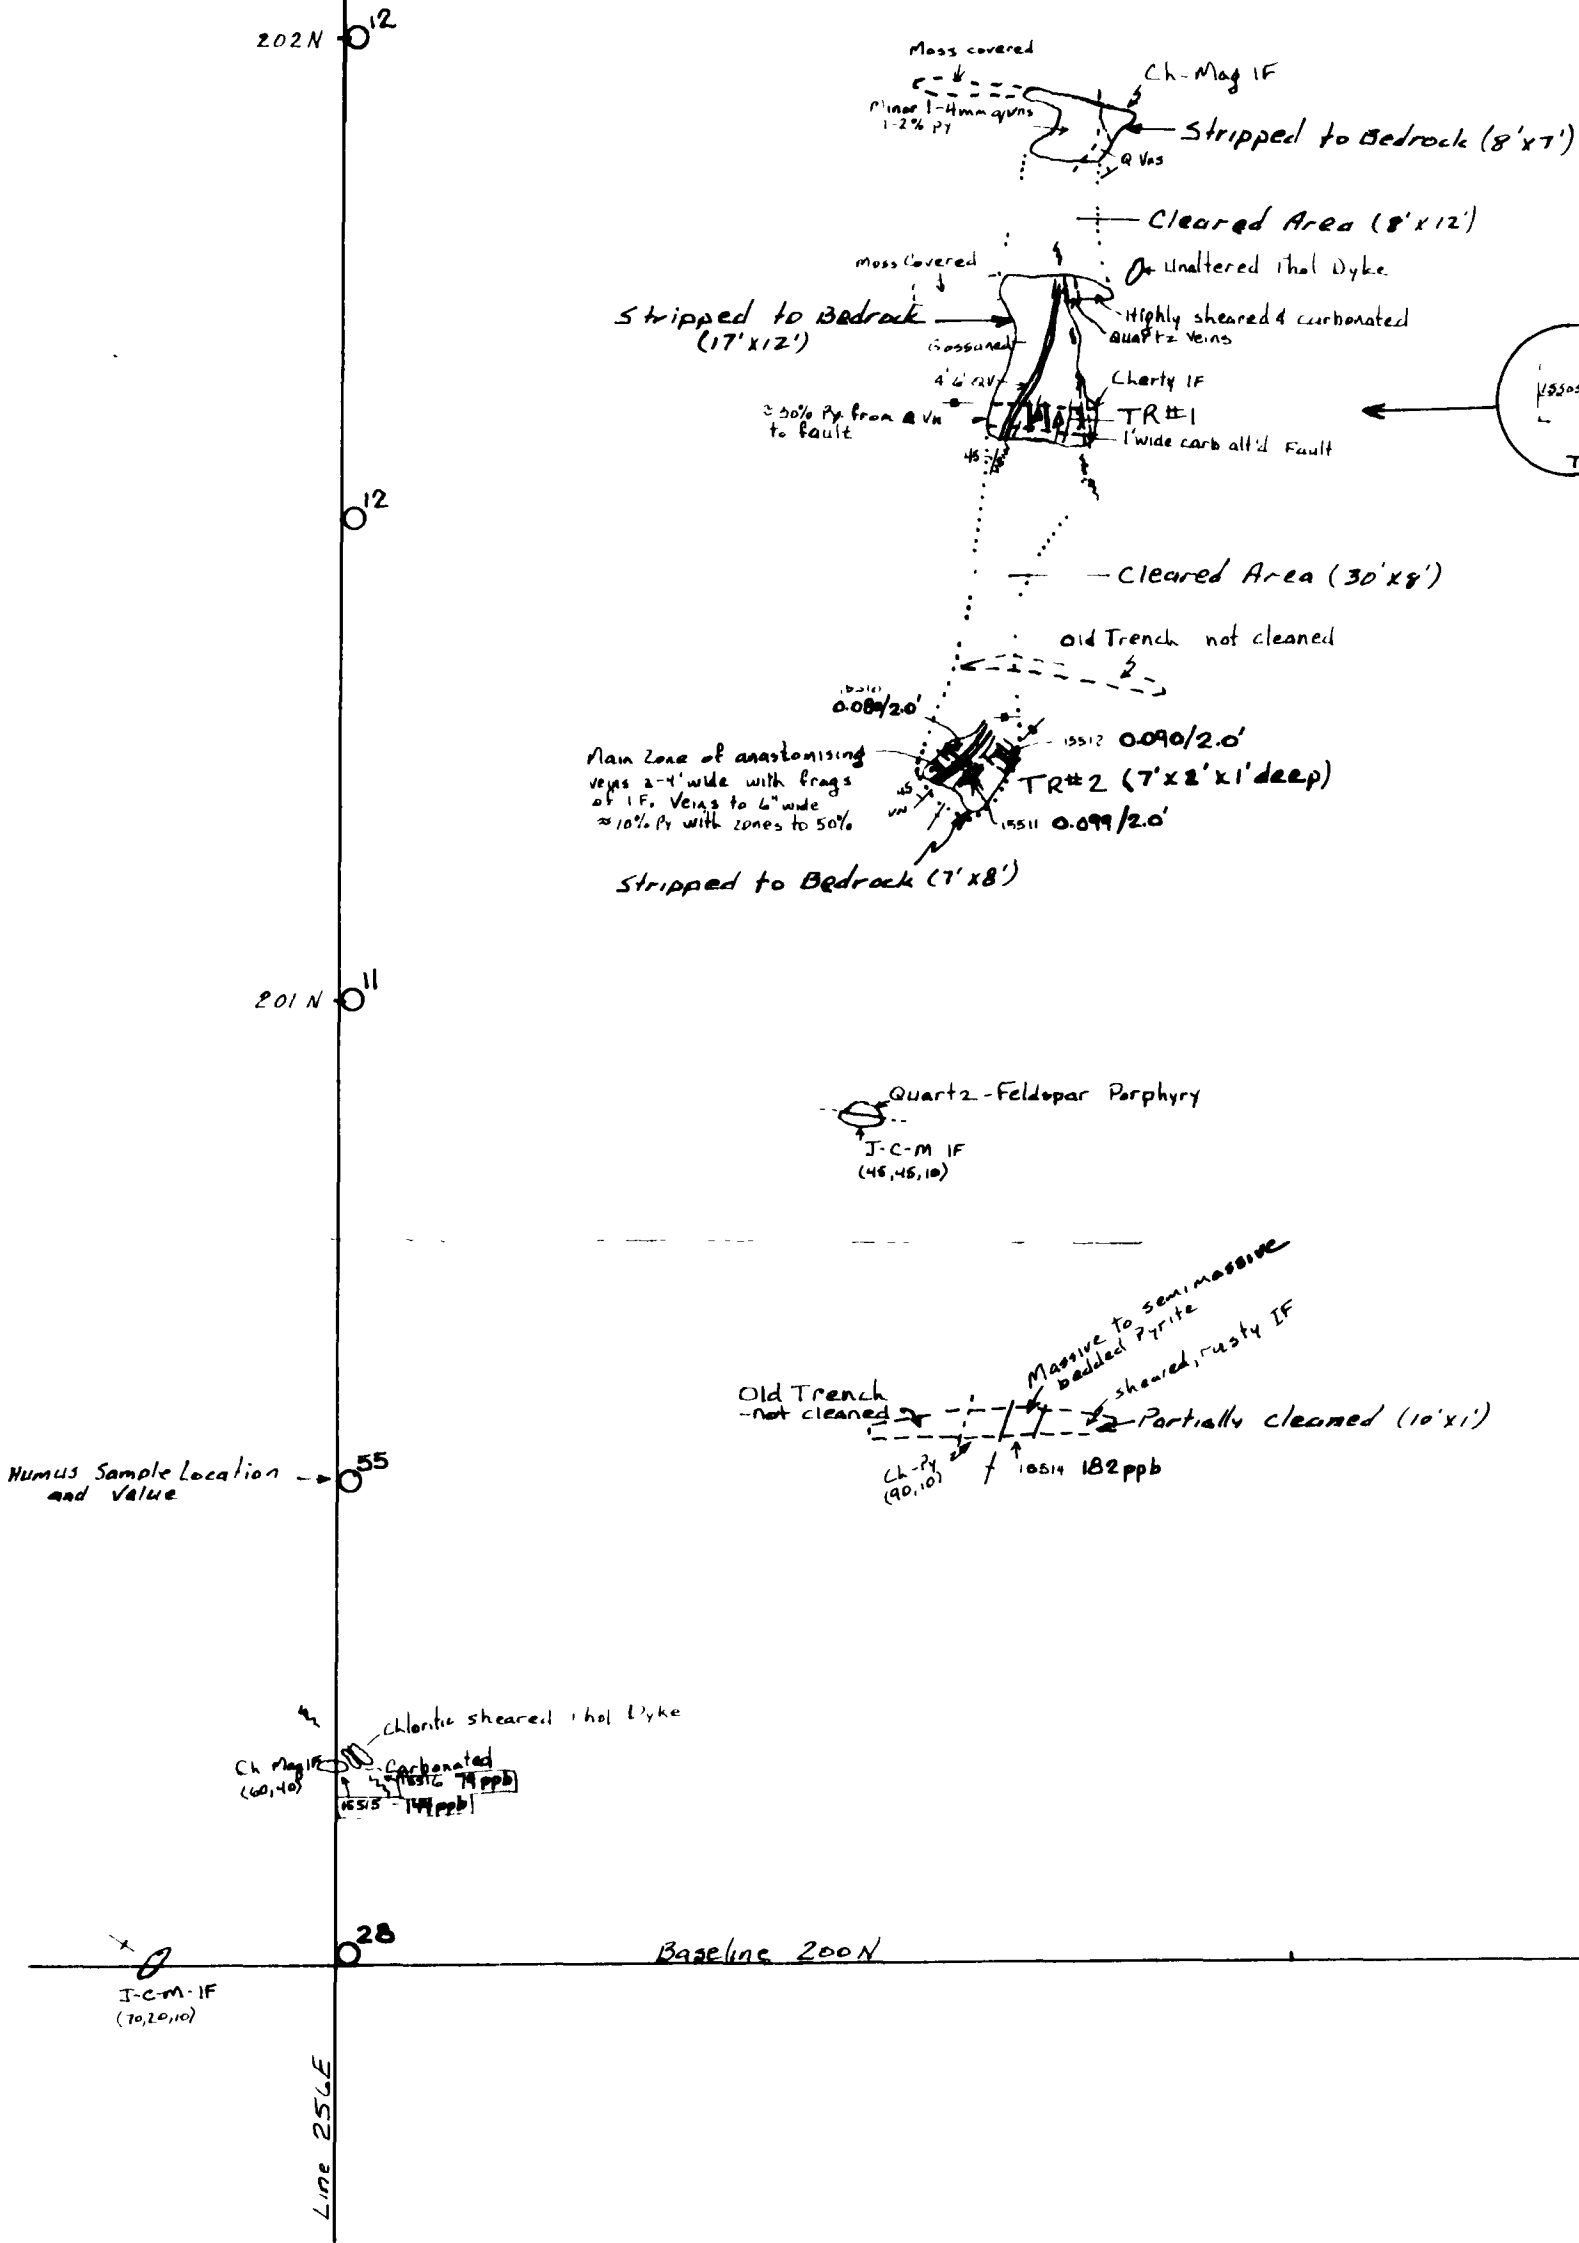 202N
12
Moss covered
Ch-Mag IF
Minor 1-4mm qvns
1-2% Py
Stripped to Bedrock (8'x7')
Q Vns
Cleared Area (8'x12')
Moss Covered
Unaltered Thol Dyke
Stripped to Bedrock
(17'x12')
Highly sheared & carbonated
Quartz Veins
Gossaned
Cherty IF
TR#1
≈30% Py from Q Vn
to fault
1' wide carb alt'd Fault
45
12
Cleared Area (30'x8')
Old Trench not cleaned
/2.0'
15512 0.090/2.0'
Main Zone of anastomising
veins 2-4' wide with frags
of IF. Veins to 6" wide
≈10% Py with zones to 50%
TR#2 (7'x2'x1' deep)
45
VN
15511 0.099/2.0'
Stripped to Bedrock (7'x8')
201N
11
Quartz-Feldspar Porphyry
J-C-M IF
(45,45,10)
Massive to semimassive
bedded Pyrite
sheared, rusty IF
Old Trench
-not cleaned
Partially cleaned (10'x1')
Ch-Py
(90,10)
15514 182ppb
Humus Sample Location
and Value
55
Chloritic sheared Thol Dyke
Ch Mag IF
(60,40)
Carbonated
15516 79ppb
15515
28
Baseline 200N
J-C-M-IF
(70,20,10)
Line 256E